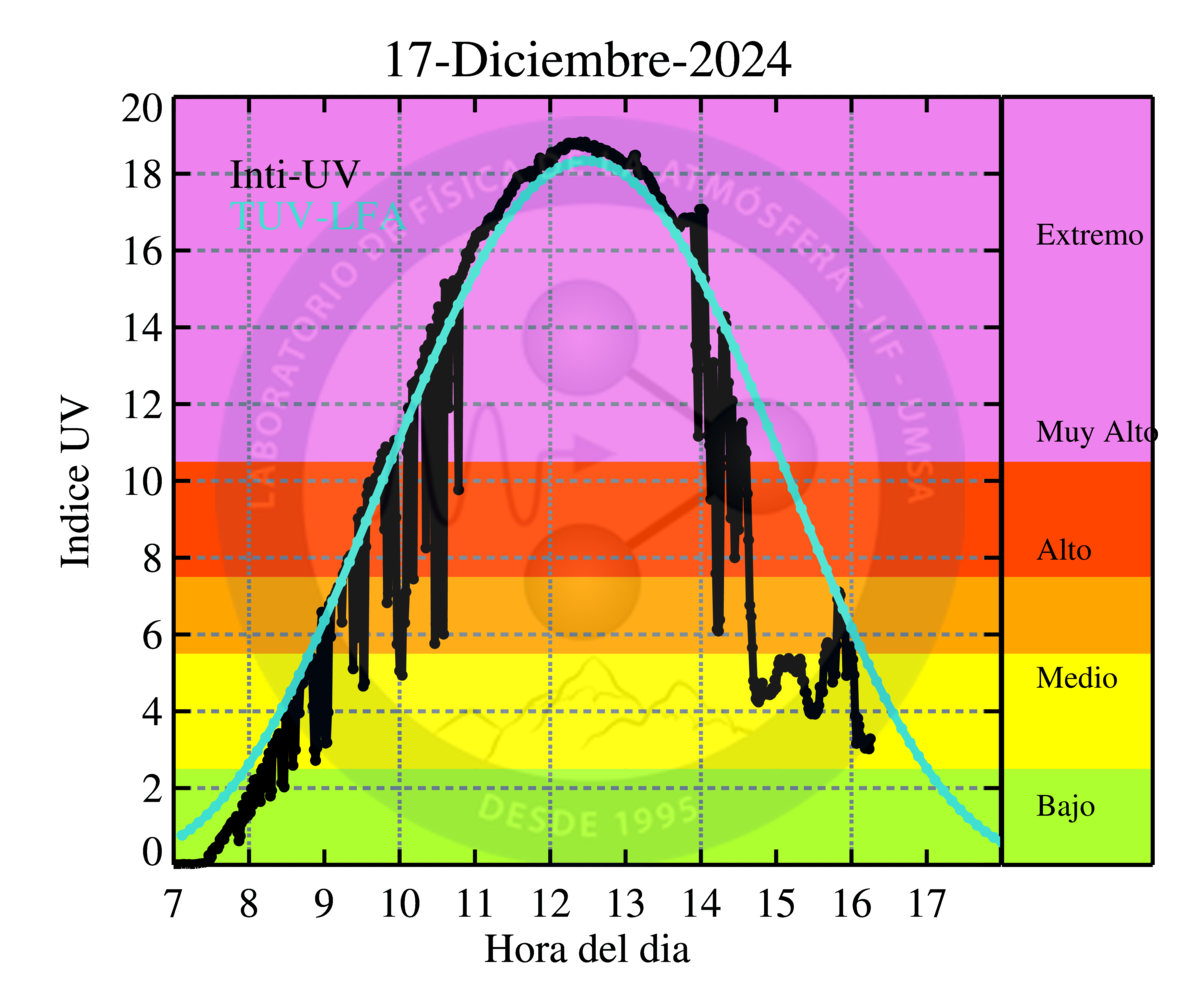 17-Diciembre-2024
20
18
16
14
12
10
8
6
4
2
0
Indice UV
Inti-UV
TUV-LFA
LABORATORIO DE FÍSICA DE LA ATMÓSFERA - IIF - UMSA
DESDE 1995
Extremo
Muy Alto
Alto
Medio
Bajo
7 8 9 10 11 12 13 14 15 16 17
Hora del dia